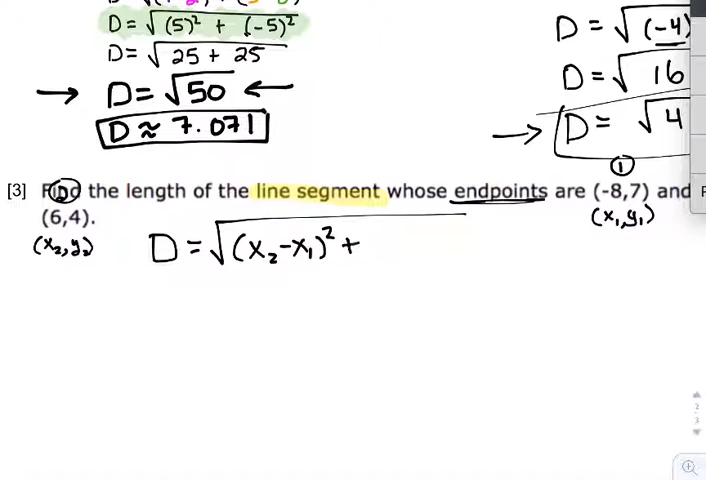 D = √(5)² + (-5)²
D = √25 + 25
→ D = √50 ←
D ≈ 7.071
D = √(-4)
D = √16
→ D = √4
①
[3] Find the length of the line segment whose endpoints are (-8,7) and
(6,4).
(x₁,y₁)
(x₂,y₂)
D = √(x₂-x₁)² +